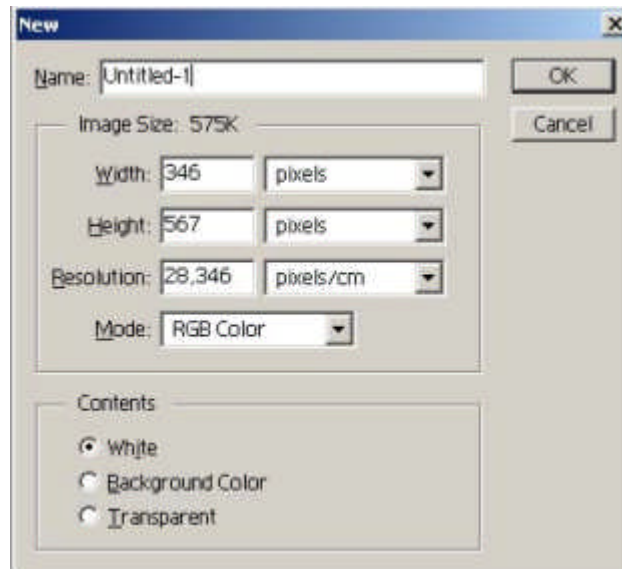 New
Name: Untitled-1
OK
Image Size: 575K
Cancel
Width: 346 pixels
Height: 567 pixels
Resolution: 28,346 pixels/cm
Mode: RGB Color
Contents
White
Background Color
Transparent